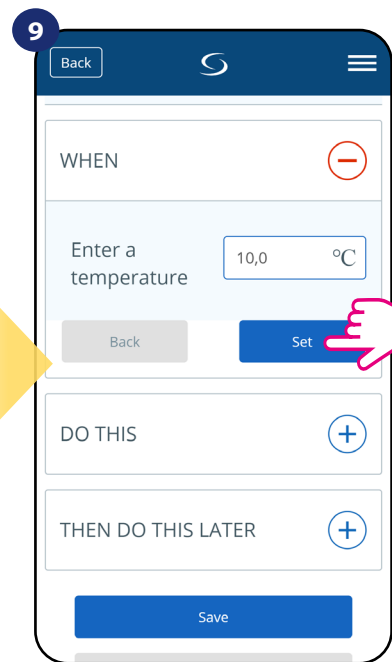 9
Back
WHEN
Enter a
temperature
10,0 °C
Back
Set
DO THIS
THEN DO THIS LATER
Save